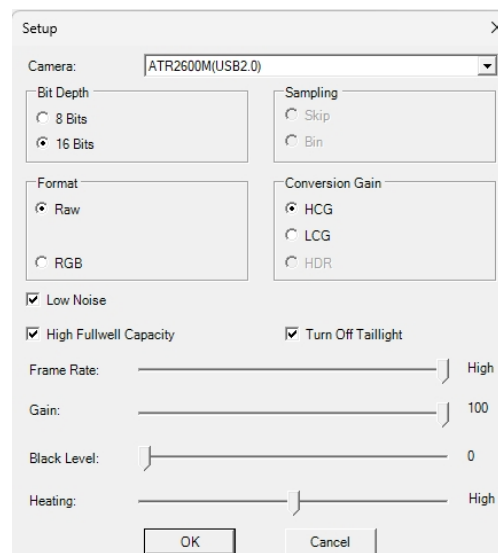 Setup
Camera: ATR2600M(USB2.0)
Bit Depth
8 Bits
16 Bits
Sampling
Skip
Bin
Format
Raw
RGB
Conversion Gain
HCG
LCG
HDR
Low Noise
High Fullwell Capacity
Turn Off Taillight
Frame Rate: High
Gain: 100
Black Level: 0
Heating: High
OK Cancel